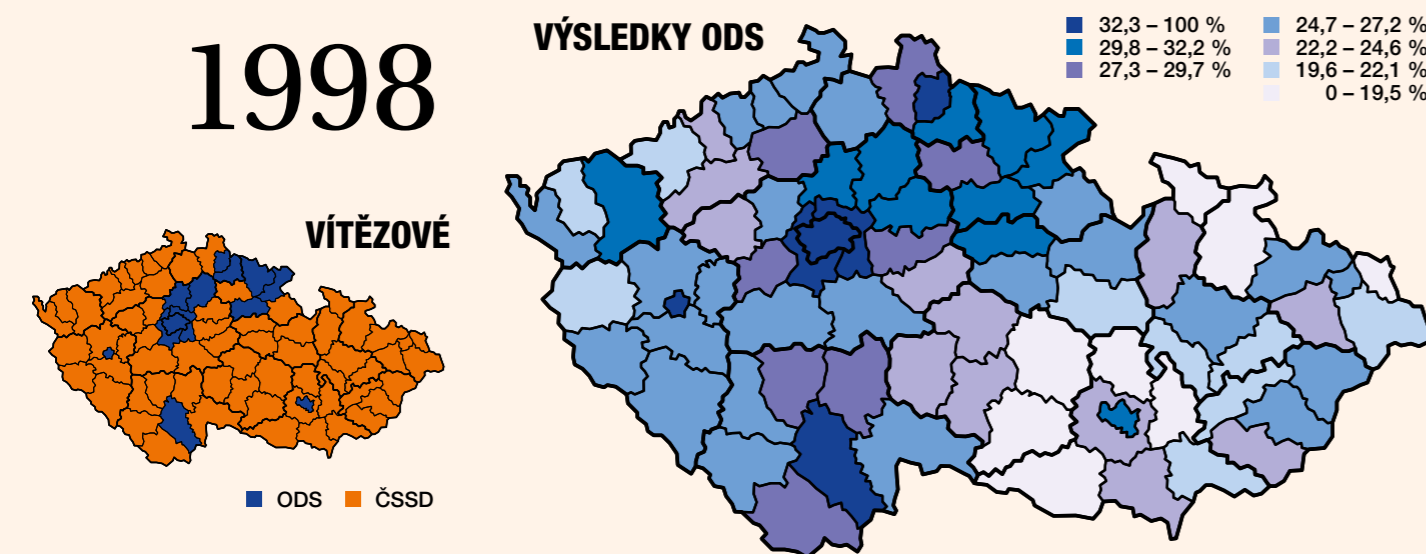 1998
VÝSLEDKY ODS
32,3 – 100 %
29,8 – 32,2 %
27,3 – 29,7 %
24,7 – 27,2 %
22,2 – 24,6 %
19,6 – 22,1 %
0 – 19,5 %
VÍTĚZOVÉ
ODS
ČSSD